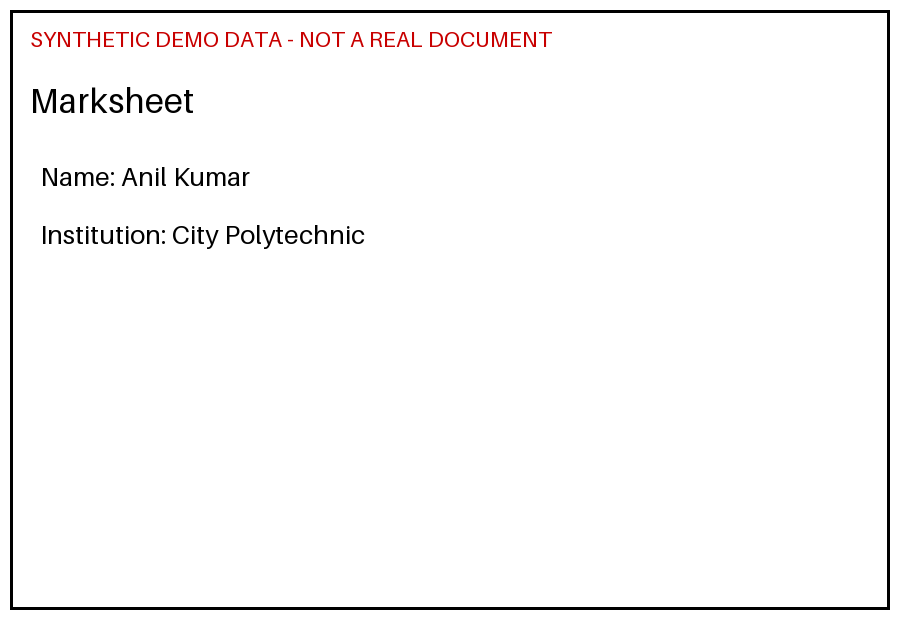 SYNTHETIC DEMO DATA - NOT A REAL DOCUMENT
Marksheet
Name: Anil Kumar
Institution: City Polytechnic